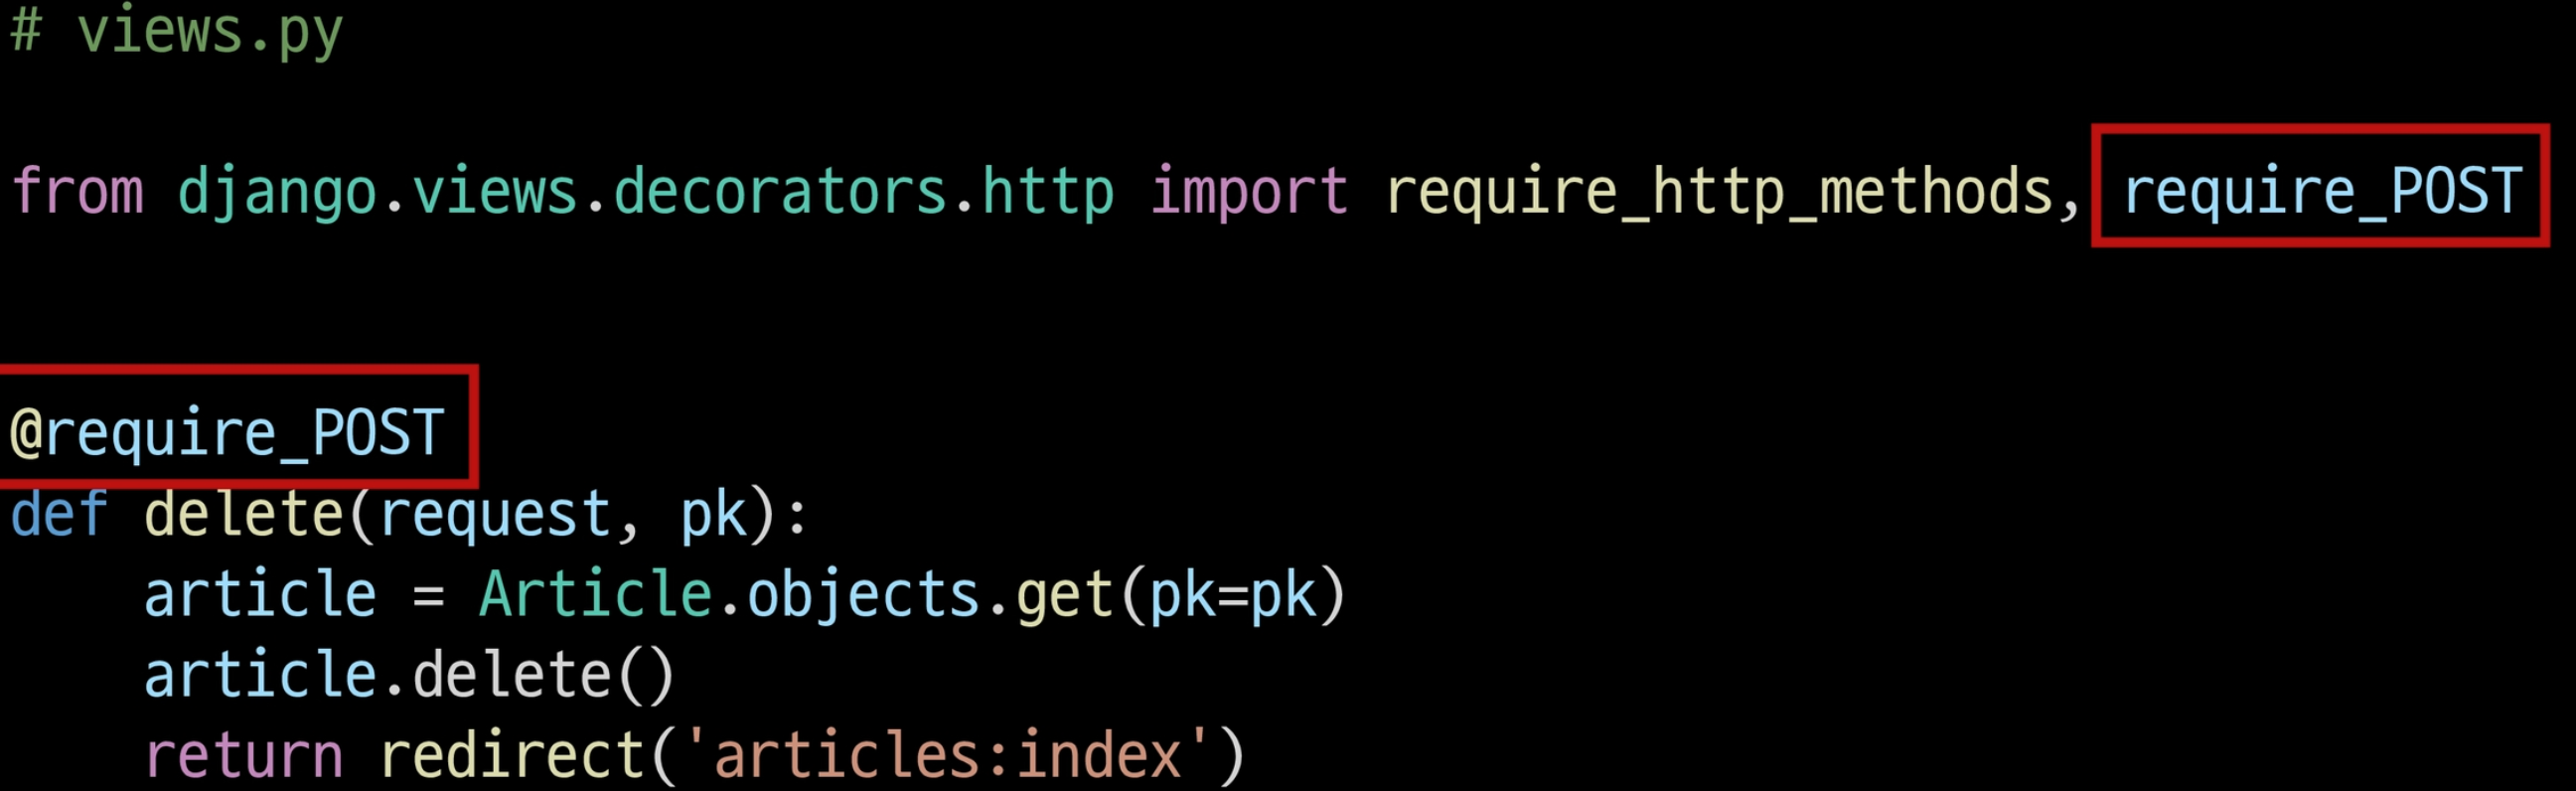 # views.py
from django.views.decorators.http import require_http_methods, require_POST
@require_POST
def delete(request, pk):
    article = Article.objects.get(pk=pk)
    article.delete()
    return redirect('articles:index')